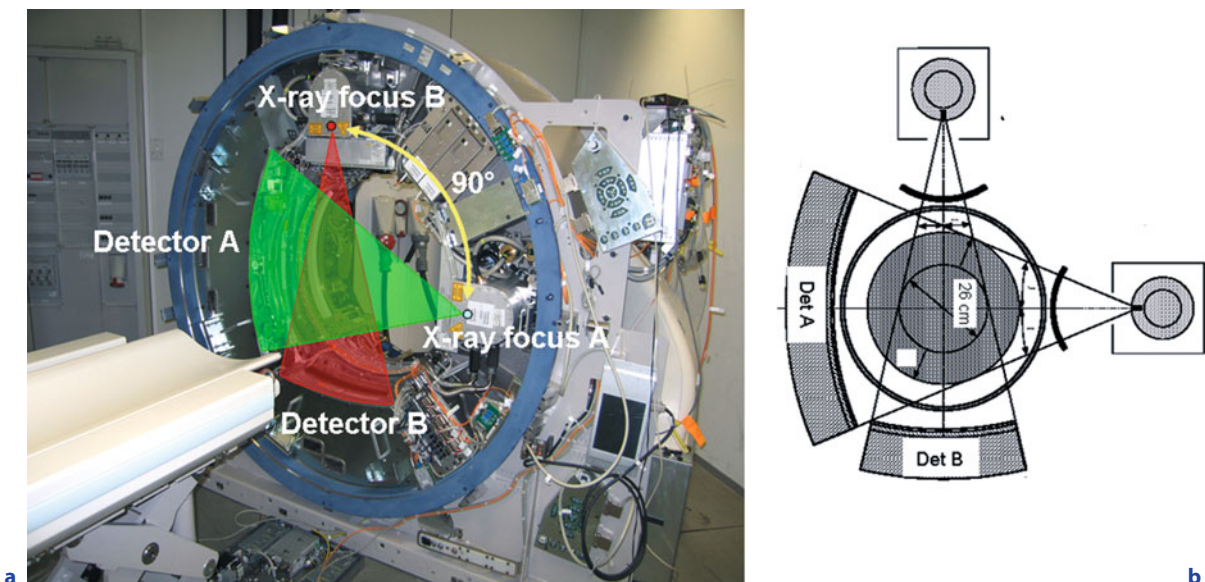 X-ray focus B
90°
Detector A
X-ray focus A
Detector B
a
26 cm
Det A
Det B
b